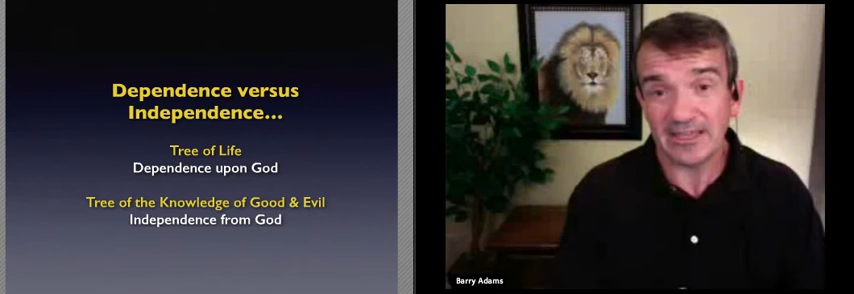 Dependence versus
Independence...
Tree of Life
Dependence upon God
Tree of the Knowledge of Good & Evil
Independence from God
Barry Adams